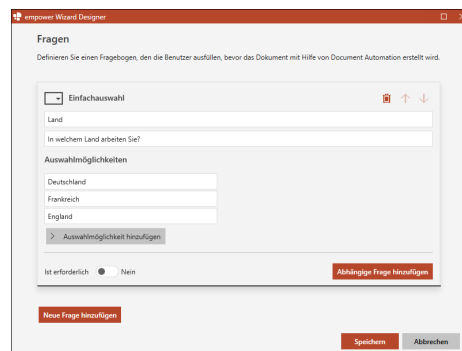 empower Wizard Designer
Fragen
Definieren Sie einen Fragebogen, den die Benutzer ausfüllen, bevor das Dokument mit Hilfe von Document Automation erstellt wird.
Einfachauswahl
Land
In welchem Land arbeiten Sie?
Auswahlmöglichkeiten
Deutschland
Frankreich
England
Auswahlmöglichkeit hinzufügen
Ist erforderlich Nein
Abhängige Frage hinzufügen
Neue Frage hinzufügen
Speichern Abbrechen